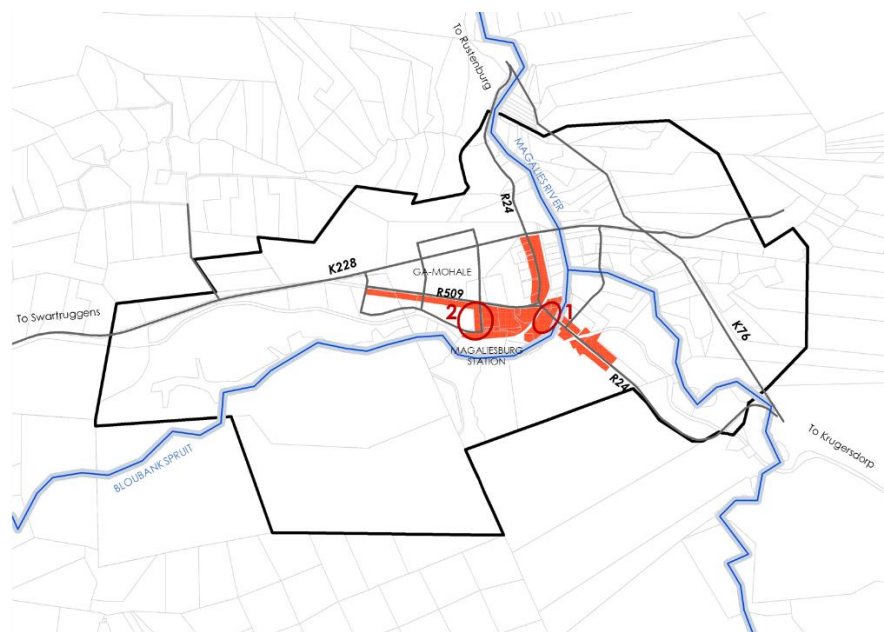 To Rustenburg
MAGALIES RIVER
R24
K228
GA-MOHALE
R509
To Swartruggens
2
1
MAGALIESBURG
STATION
K76
R24
To Krugersdorp
BLOUBANKSPRUIT